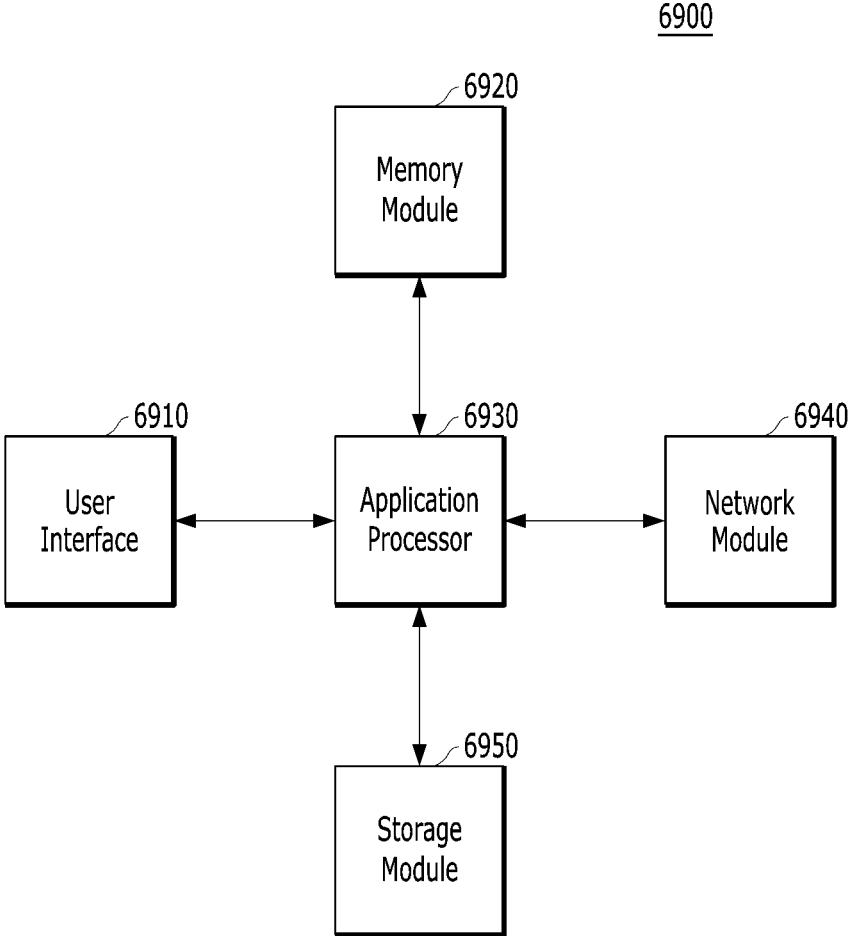 6900
6920
Memory
Module
6910
User
Interface
6930
Application
Processor
6940
Network
Module
6950
Storage
Module